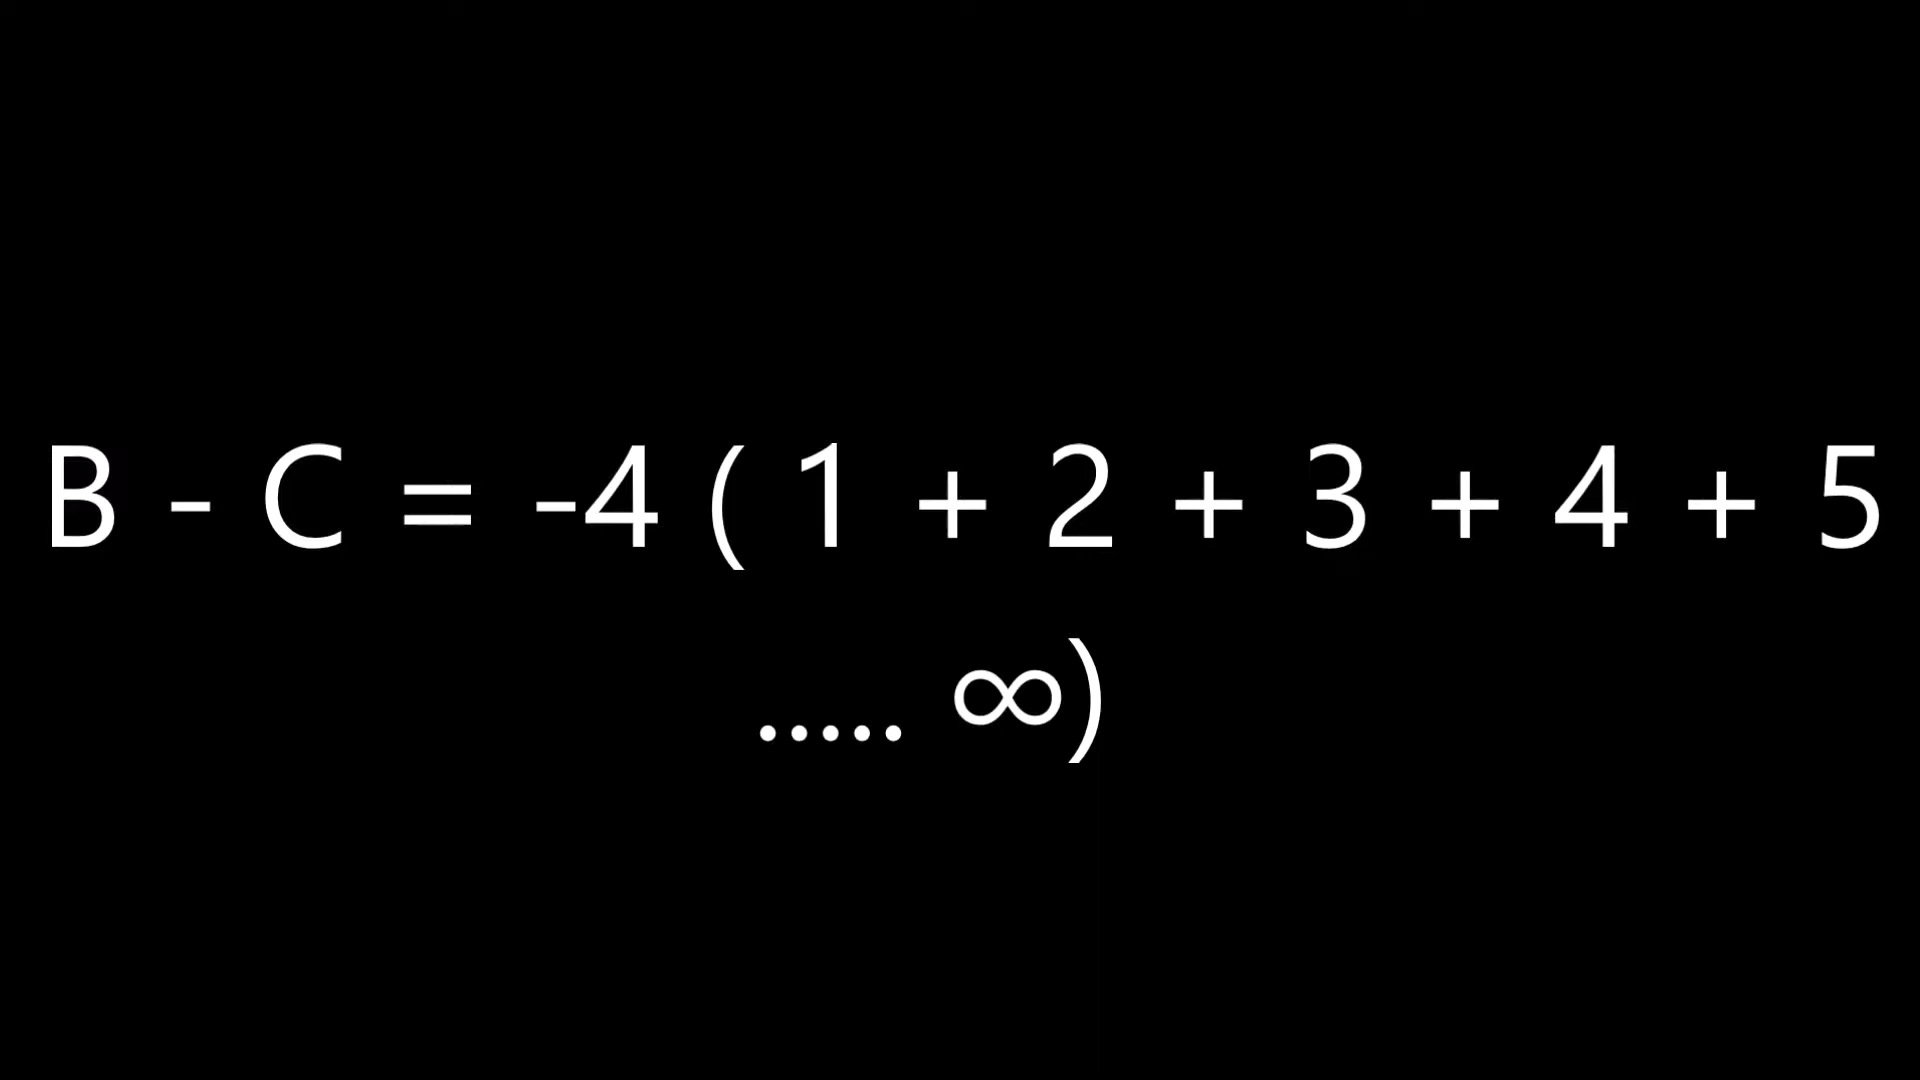 B - C = -4 ( 1 + 2 + 3 + 4 + 5
..... ∞)